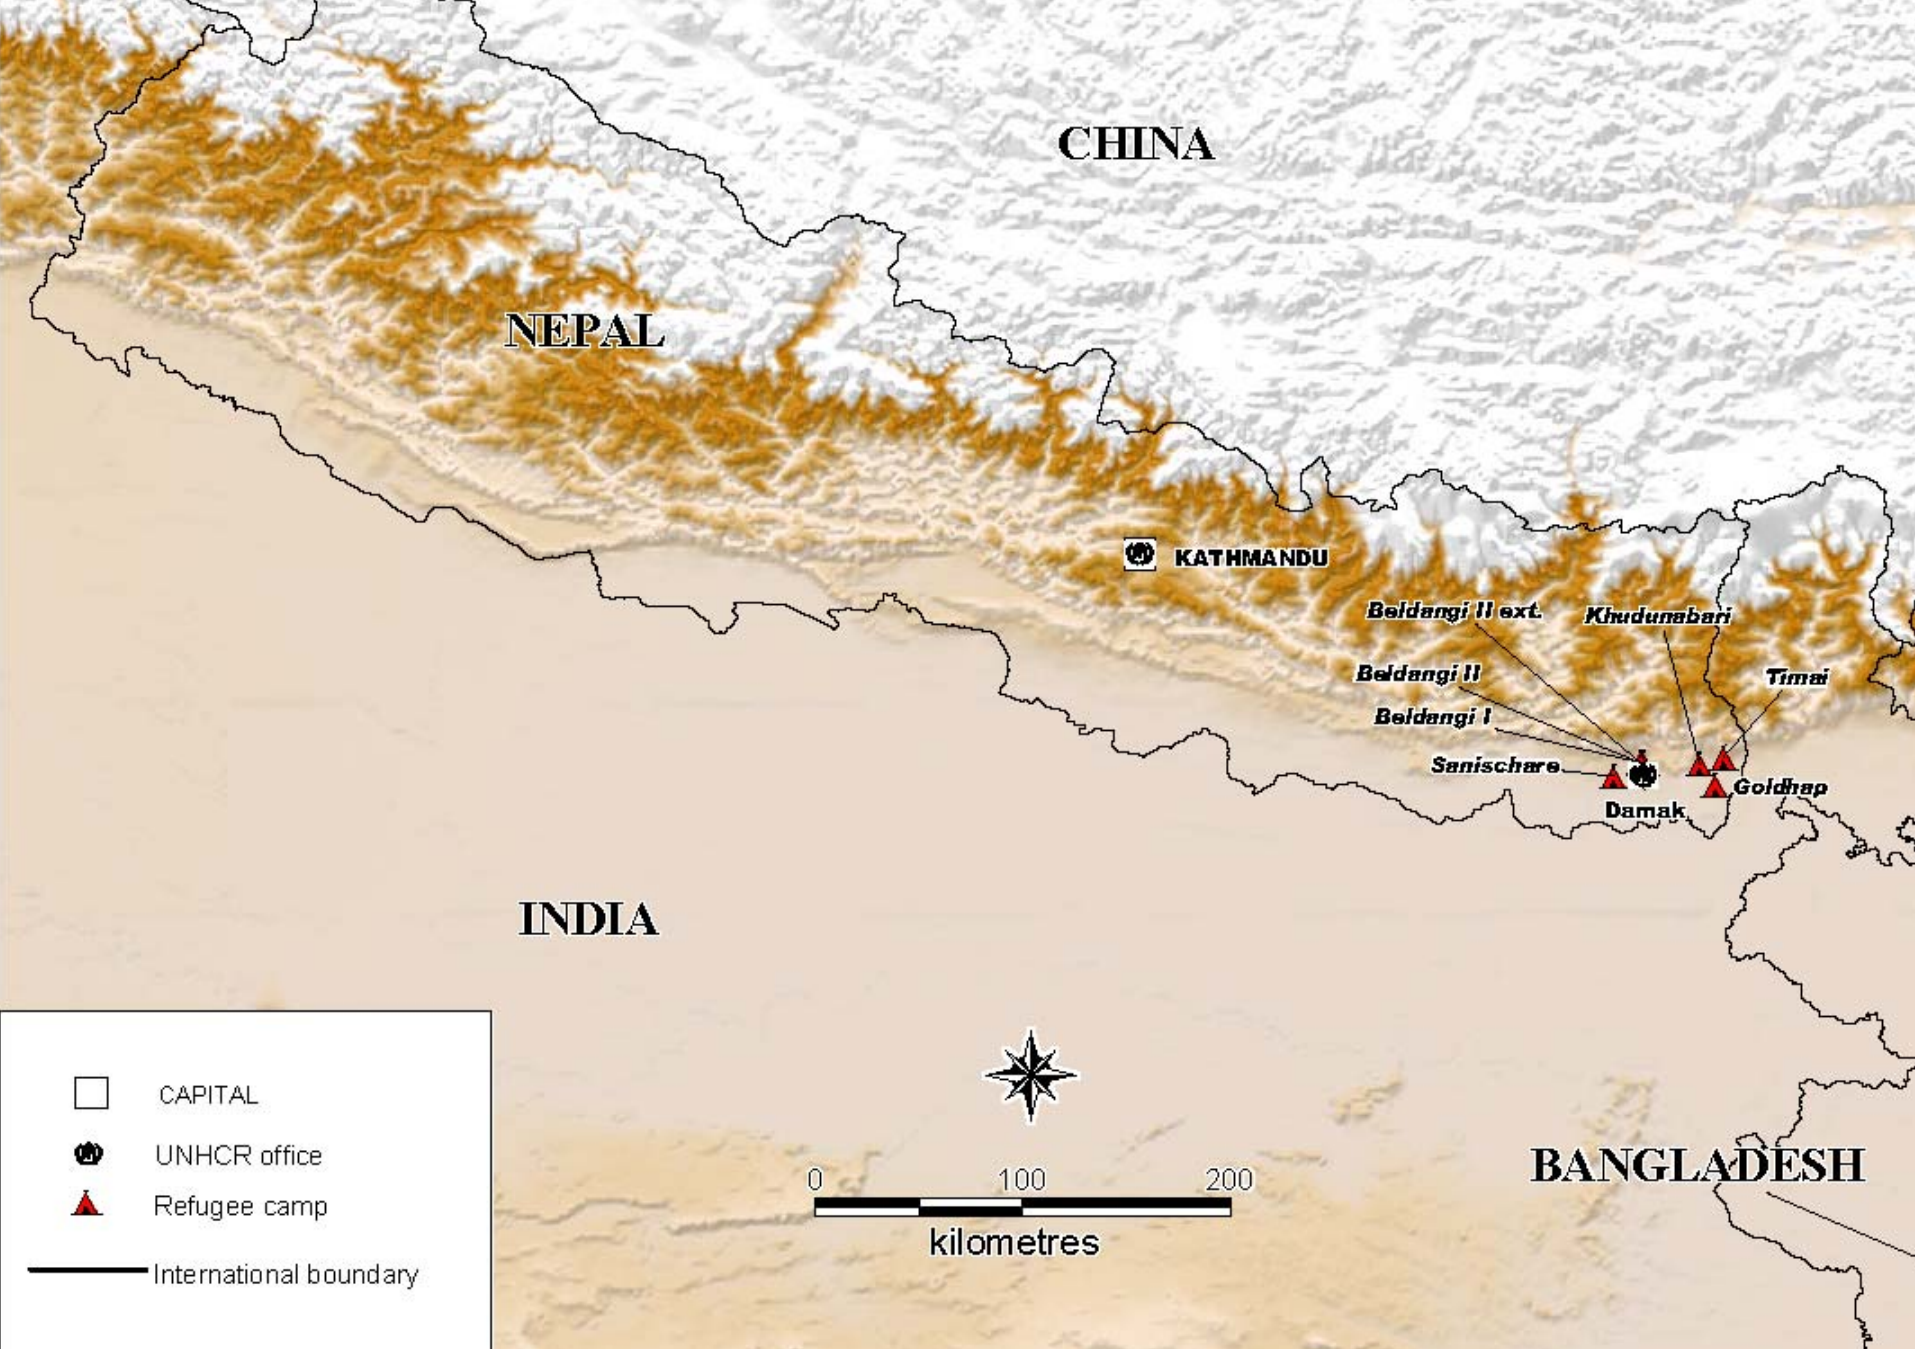 CHINA
NEPAL
KATHMANDU
Beldangi II ext.
Khudunabari
Beldangi II
Timai
Beldangi I
Sanischare
Goldhap
Damak
INDIA
BANGLADESH
0 100 200
kilometres
CAPITAL
UNHCR office
Refugee camp
International boundary